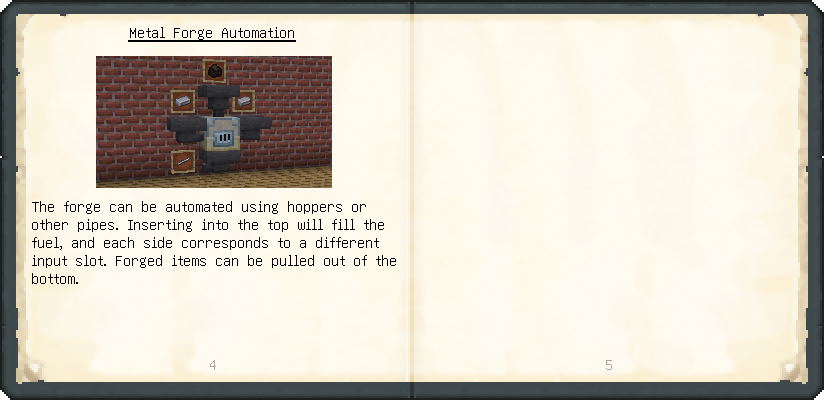 Metal Forge Automation
The forge can be automated using hoppers or
other pipes. Inserting into the top will fill the
fuel, and each side corresponds to a different
input slot. Forged items can be pulled out of the
bottom.
4
5